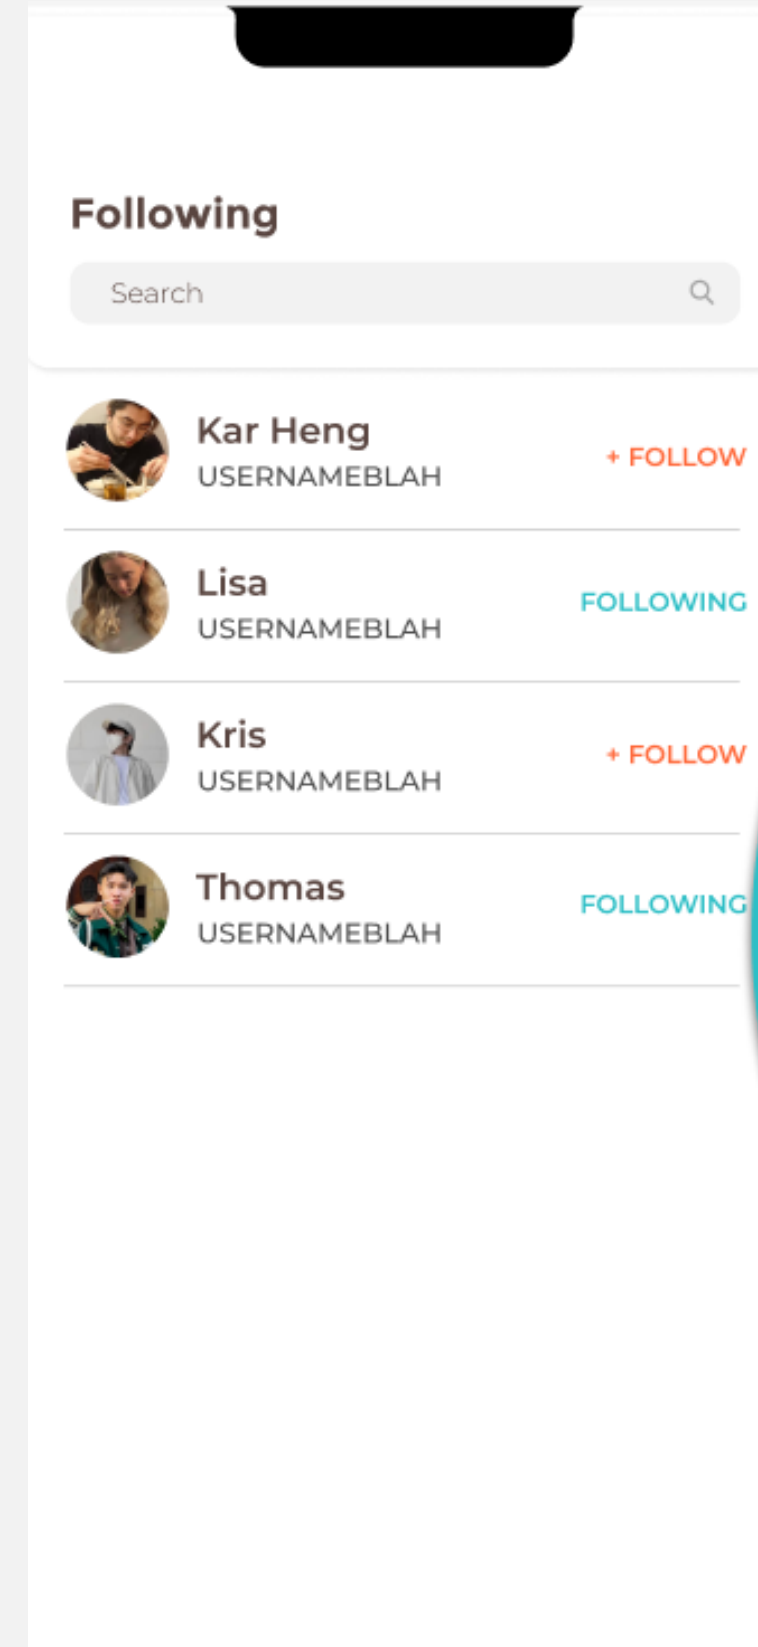 Following
Search
Kar Heng
USERNAMEBLAH
+ FOLLOW
Lisa
USERNAMEBLAH
FOLLOWING
Kris
USERNAMEBLAH
+ FOLLOW
Thomas
USERNAMEBLAH
FOLLOWING